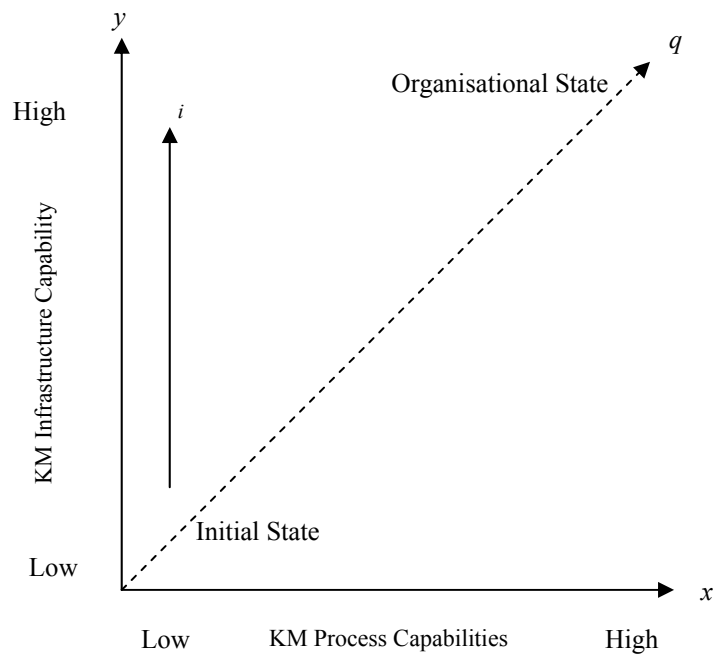 y
q
Organisational State
High
i
KM Infrastructure Capability
Initial State
Low
x
Low KM Process Capabilities High